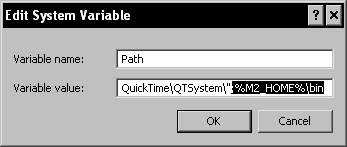 Edit System Variable
Variable name: Path
Variable value: QuickTime\QTSystem\";%M2_HOME%\bin
OK Cancel